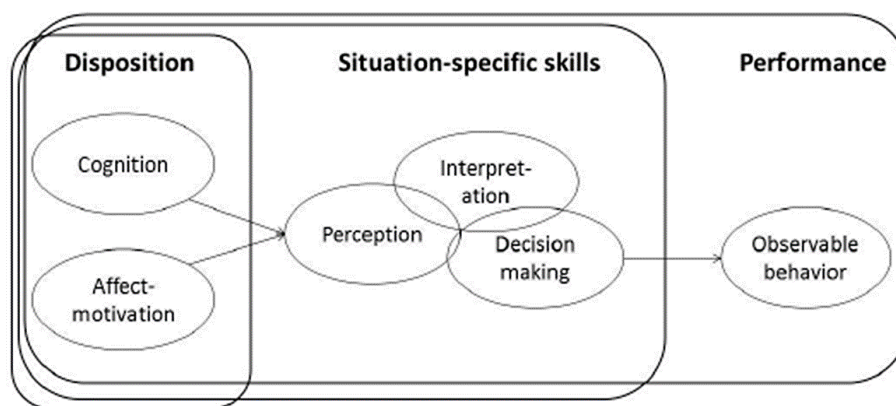 Disposition
Situation-specific skills
Performance
Cognition
Affect-
motivation
Perception
Interpret-
ation
Decision
making
Observable
behavior